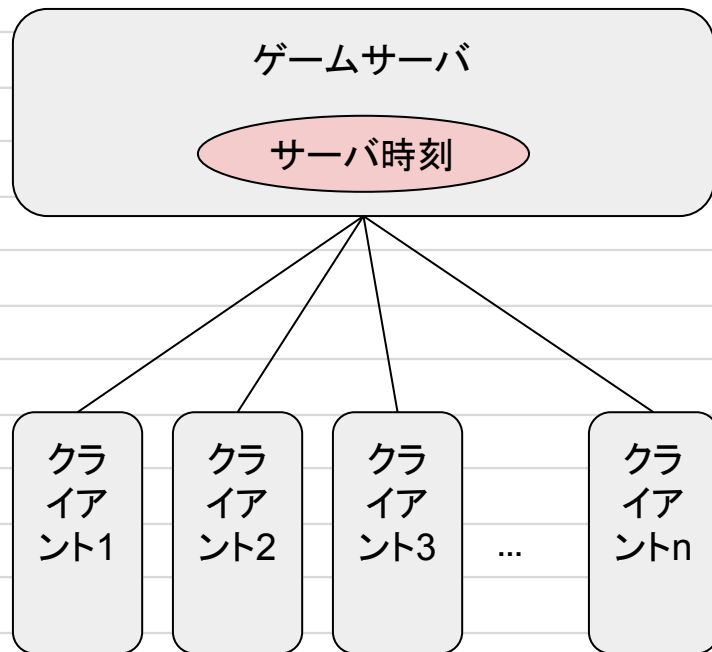 ゲームサーバ
サーバ時刻
クラ
イア
ント1
クラ
イア
ント2
クラ
イア
ント3
...
クラ
イア
ントn